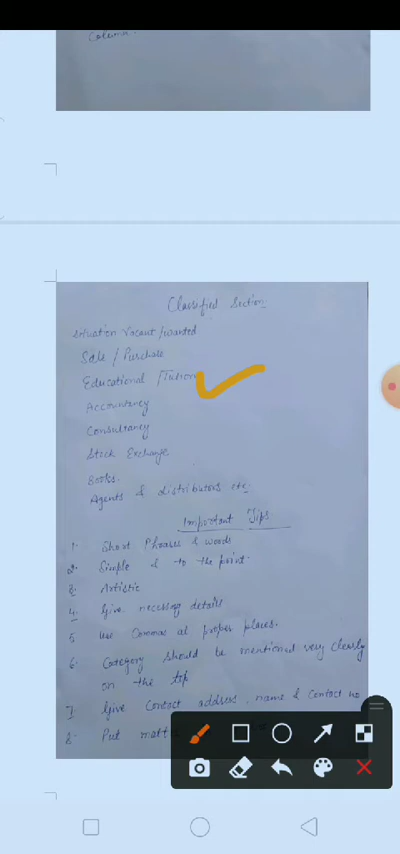 Column.
Classified Section
Situation Vacant / wanted
Sale / Purchase
Educational / Tution
Accountancy
Consultancy
Stock Exchange
Books.
Agents & distributors etc.
Important Tips
1. Short Phrases & words
2. Simple & to the point.
3. Artistic
4. Give necessary details
5 Use Commas at proper places.
6. Category should be mentioned very clearly
on the top
7. Give Contact address, name & Contact no
8. Put